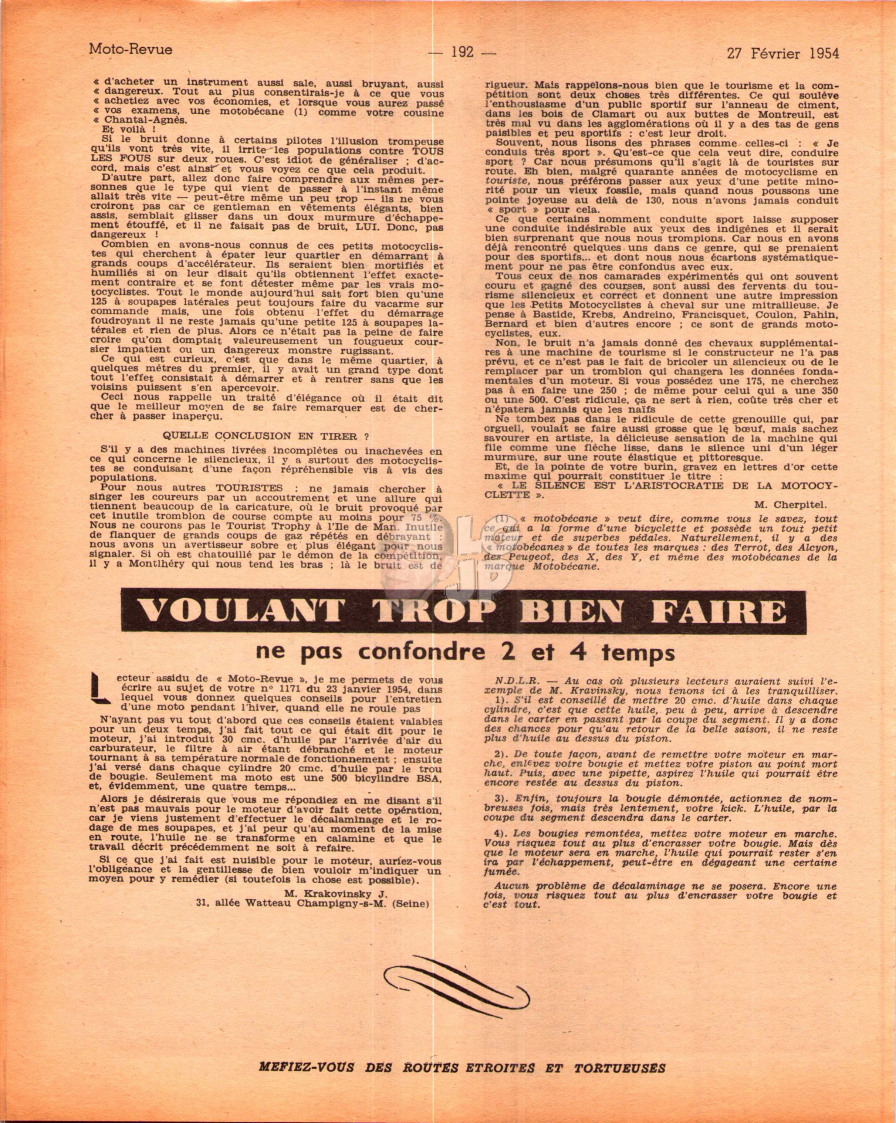 Moto-Revue
— 192 —
27 Février 1954
« d'acheter un instrument aussi sale, aussi bruyant, aussi
« dangereux. Tout au plus consentirais-je à ce que vous
« achetiez avec vos économies, et lorsque vous aurez passé
« vos examens, une motobécane (1) comme votre cousine
« Chantal-Agnès.
Et voilà !
Si le bruit donne à certains pilotes l'illusion trompeuse
qu'ils vont très vite, il irrite les populations contre TOUS
LES FOUS sur deux roues. C'est idiot de généraliser ; d'ac-
cord, mais c'est ainsi et vous voyez ce que cela produit.
D'autre part, allez donc faire comprendre aux mêmes per-
sonnes que le type qui vient de passer à l'instant même
allait très vite — peut-être même un peu trop — ils ne vous
croiront pas car ce gentleman en vêtements élégants, bien
assis, semblait glisser dans un doux murmure d'échappe-
ment étouffé, et il ne faisait pas de bruit, LUI. Donc, pas
dangereux !
Combien en avons-nous connus de ces petits motocyclis-
tes qui cherchent à épater leur quartier en démarrant à
grands coups d'accélérateur. Ils seraient bien mortifiés et
humiliés si on leur disait qu'ils obtiennent l'effet exacte-
ment contraire et se font détester même par les vrais mo-
tocyclistes. Tout le monde aujourd'hui sait fort bien qu'une
125 à soupapes latérales peut toujours faire du vacarme sur
commande mais, une fois obtenu l'effet du démarrage
foudroyant il ne reste jamais qu'une petite 125 à soupapes la-
térales et rien de plus. Alors ce n'était pas la peine de faire
croire qu'on domptait valeureusement un fougueux cour-
sier impatient ou un dangereux monstre rugissant.
Ce qui est curieux, c'est que dans le même quartier, à
quelques mètres du premier, il y avait un grand type dont
tout l'effet consistait à démarrer et à rentrer sans que les
voisins puissent s'en apercevoir.
Ceci nous rappelle un traité d'élégance où il était dit
que le meilleur moyen de se faire remarquer est de cher-
cher à passer inaperçu.
QUELLE CONCLUSION EN TIRER ?
S'il y a des machines livrées incomplètes ou inachevées en
ce qui concerne le silencieux, il y a surtout des motocyclis-
tes se conduisant d'une façon répréhensible vis à vis des
populations.
Pour nous autres TOURISTES : ne jamais chercher à
singer les coureurs par un accoutrement et une allure qui
tiennent beaucoup de la caricature, où le bruit provoqué par
cet inutile trombolon de course compte au moins pour 75 %.
Nous ne courons pas le Tourist Trophy à l'Ile de Man. Inutile
de flanquer de grands coups de gaz répétés en débrayant :
nous avons un avertisseur sobre et plus élégant pour nous
signaler. Si on est chatouillé par le démon de la compétition,
il y a Montlhéry qui nous tend les bras ; là le bruit est de
rigueur. Mais rappelons-nous bien que le tourisme et la com-
pétition sont deux choses très différentes. Ce qui soulève
l'enthousiasme d'un public sportif sur l'anneau de ciment,
dans les bois de Clamart ou aux buttes de Montreuil, est
très mal vu dans les agglomérations où il y a des tas de gens
paisibles et peu sportifs : c'est leur droit.
Souvent, nous lisons des phrases comme celles-ci : « Je
conduis très sport ». Qu'est-ce que cela veut dire, conduire
sport ? Car nous présumons qu'il s'agit là de touristes sur
route. Eh bien, malgré quarante années de motocyclisme en
touriste, nous préférons passer aux yeux d'une petite mino-
rité pour un vieux fossile, mais quand nous poussons une
pointe joyeuse au delà de 130, nous n'avons jamais conduit
« sport » pour cela.
Ce que certains nomment conduite sport laisse supposer
une conduite indésirable aux yeux des indigènes et il serait
bien surprenant que nous nous trompions. Car nous en avons
déjà rencontré quelques uns dans ce genre, qui se prenaient
pour des sportifs... et dont nous nous écartons systématique-
ment pour ne pas être confondus avec eux.
Tous ceux de nos camarades expérimentés qui ont souvent
couru et gagné des courses, sont aussi des fervents du tou-
risme silencieux et correct et donnent une autre impression
que les Petits Motocyclistes à cheval sur une mitrailleuse. Je
pense à Bastide, Krebs, Andreino, Francisquet, Coulon, Pahin,
Bernard et bien d'autres encore ; ce sont de grands moto-
cyclistes, eux.
Non, le bruit n'a jamais donné des chevaux supplémentai-
res à une machine de tourisme si le constructeur ne l'a pas
prévu, et ce n'est pas le fait de bricoler un silencieux ou de le
remplacer par un tromblon qui changera les données fonda-
mentales d'un moteur. Si vous possédez une 175, ne cherchez
pas à en faire une 250 ; de même pour celui qui a une 350
ou une 500. C'est ridicule, ça ne sert à rien, coûte très cher et
n'épatera jamais que les naïfs
Ne tombez pas dans le ridicule de cette grenouille qui, par
orgueil, voulait se faire aussi grosse que le bœuf, mais sachez
savourer en artiste, la délicieuse sensation de la machine qui
file comme une flèche lisse, dans le silence uni d'un léger
murmure, sur une route élastique et pittoresque.
Et, de la pointe de votre burin, gravez en lettres d'or cette
maxime qui pourrait constituer le titre :
« LE SILENCE EST L'ARISTOCRATIE DE LA MOTOCY-
CLETTE ».
M. Cherpitel.
(1) « motobécane » veut dire, comme vous le savez, tout
ce qui a la forme d'une bicyclette et possède un tout petit
moteur et de superbes pédales. Naturellement, il y a des
« motobécanes » de toutes les marques : des Terrot, des Alcyon,
des Peugeot, des X, des Y, et même des motobécanes de la
marque Motobécane.
LC
JB
VOULANT TROP BIEN FAIRE
ne pas confondre 2 et 4 temps
Lecteur assidu de « Moto-Revue », je me permets de vous
écrire au sujet de votre n° 1171 du 23 janvier 1954, dans
lequel vous donnez quelques conseils pour l'entretien
d'une moto pendant l'hiver, quand elle ne roule pas
N'ayant pas vu tout d'abord que ces conseils étaient valables
pour un deux temps, j'ai fait tout ce qui était dit pour le
moteur, j'ai introduit 30 cmc. d'huile par l'arrivée d'air du
carburateur, le filtre à air étant débranché et le moteur
tournant à sa température normale de fonctionnement ; ensuite
j'ai versé dans chaque cylindre 20 cmc. d'huile par le trou
de bougie. Seulement ma moto est une 500 bicylindre BSA,
et, évidemment, une quatre temps...
Alors je désirerais que vous me répondiez en me disant s'il
n'est pas mauvais pour le moteur d'avoir fait cette opération,
car je viens justement d'effectuer le décalaminage et le ro-
dage de mes soupapes, et j'ai peur qu'au moment de la mise
en route, l'huile ne se transforme en calamine et que le
travail décrit précédemment ne soit à refaire.
Si ce que j'ai fait est nuisible pour le moteur, auriez-vous
l'obligeance et la gentillesse de bien vouloir m'indiquer un
moyen pour y remédier (si toutefois la chose est possible).
M. Krakovinsky J.
31, allée Watteau Champigny-s-M. (Seine)
N.D.L.R. — Au cas où plusieurs lecteurs auraient suivi l'e-
xemple de M. Kravinsky, nous tenons ici à les tranquilliser.
1). S'il est conseillé de mettre 20 cmc. d'huile dans chaque
cylindre, c'est que cette huile, peu à peu, arrive à descendre
dans le carter en passant par la coupe du segment. Il y a donc
des chances pour qu'au retour de la belle saison, il ne reste
plus d'huile au dessus du piston.
2). De toute façon, avant de remettre votre moteur en mar-
che, enlevez votre bougie et mettez votre piston au point mort
haut. Puis, avec une pipette, aspirez l'huile qui pourrait être
encore restée au dessus du piston.
3). Enfin, toujours la bougie démontée, actionnez de nom-
breuses fois, mais très lentement, votre kick. L'huile, par la
coupe du segment descendra dans le carter.
4). Les bougies remontées, mettez votre moteur en marche.
Vous risquez tout au plus d'encrasser votre bougie. Mais dès
que le moteur sera en marche, l'huile qui pourrait rester s'en
ira par l'échappement, peut-être en dégageant une certaine
fumée.
Aucun problème de décalaminage ne se posera. Encore une
fois, vous risquez tout au plus d'encrasser votre bougie et
c'est tout.
MEFIEZ-VOUS DES ROUTES ETROITES ET TORTUEUSES